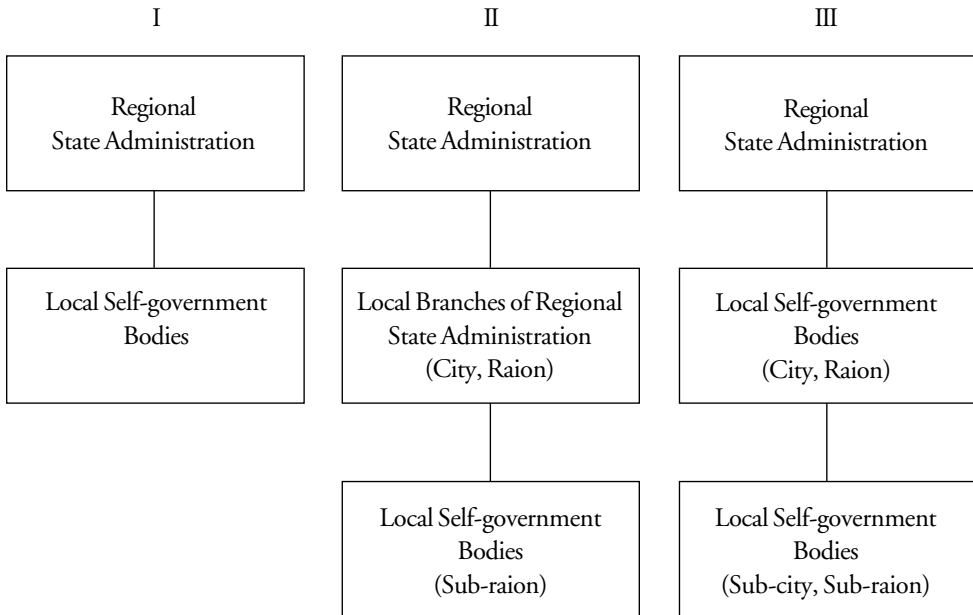 I
II
III
Regional
State Administration
Regional
State Administration
Regional
State Administration
Local Self-government
Bodies
Local Branches of Regional
State Administration
(City, Raion)
Local Self-government
Bodies
(City, Raion)
Local Self-government
Bodies
(Sub-raion)
Local Self-government
Bodies
(Sub-city, Sub-raion)